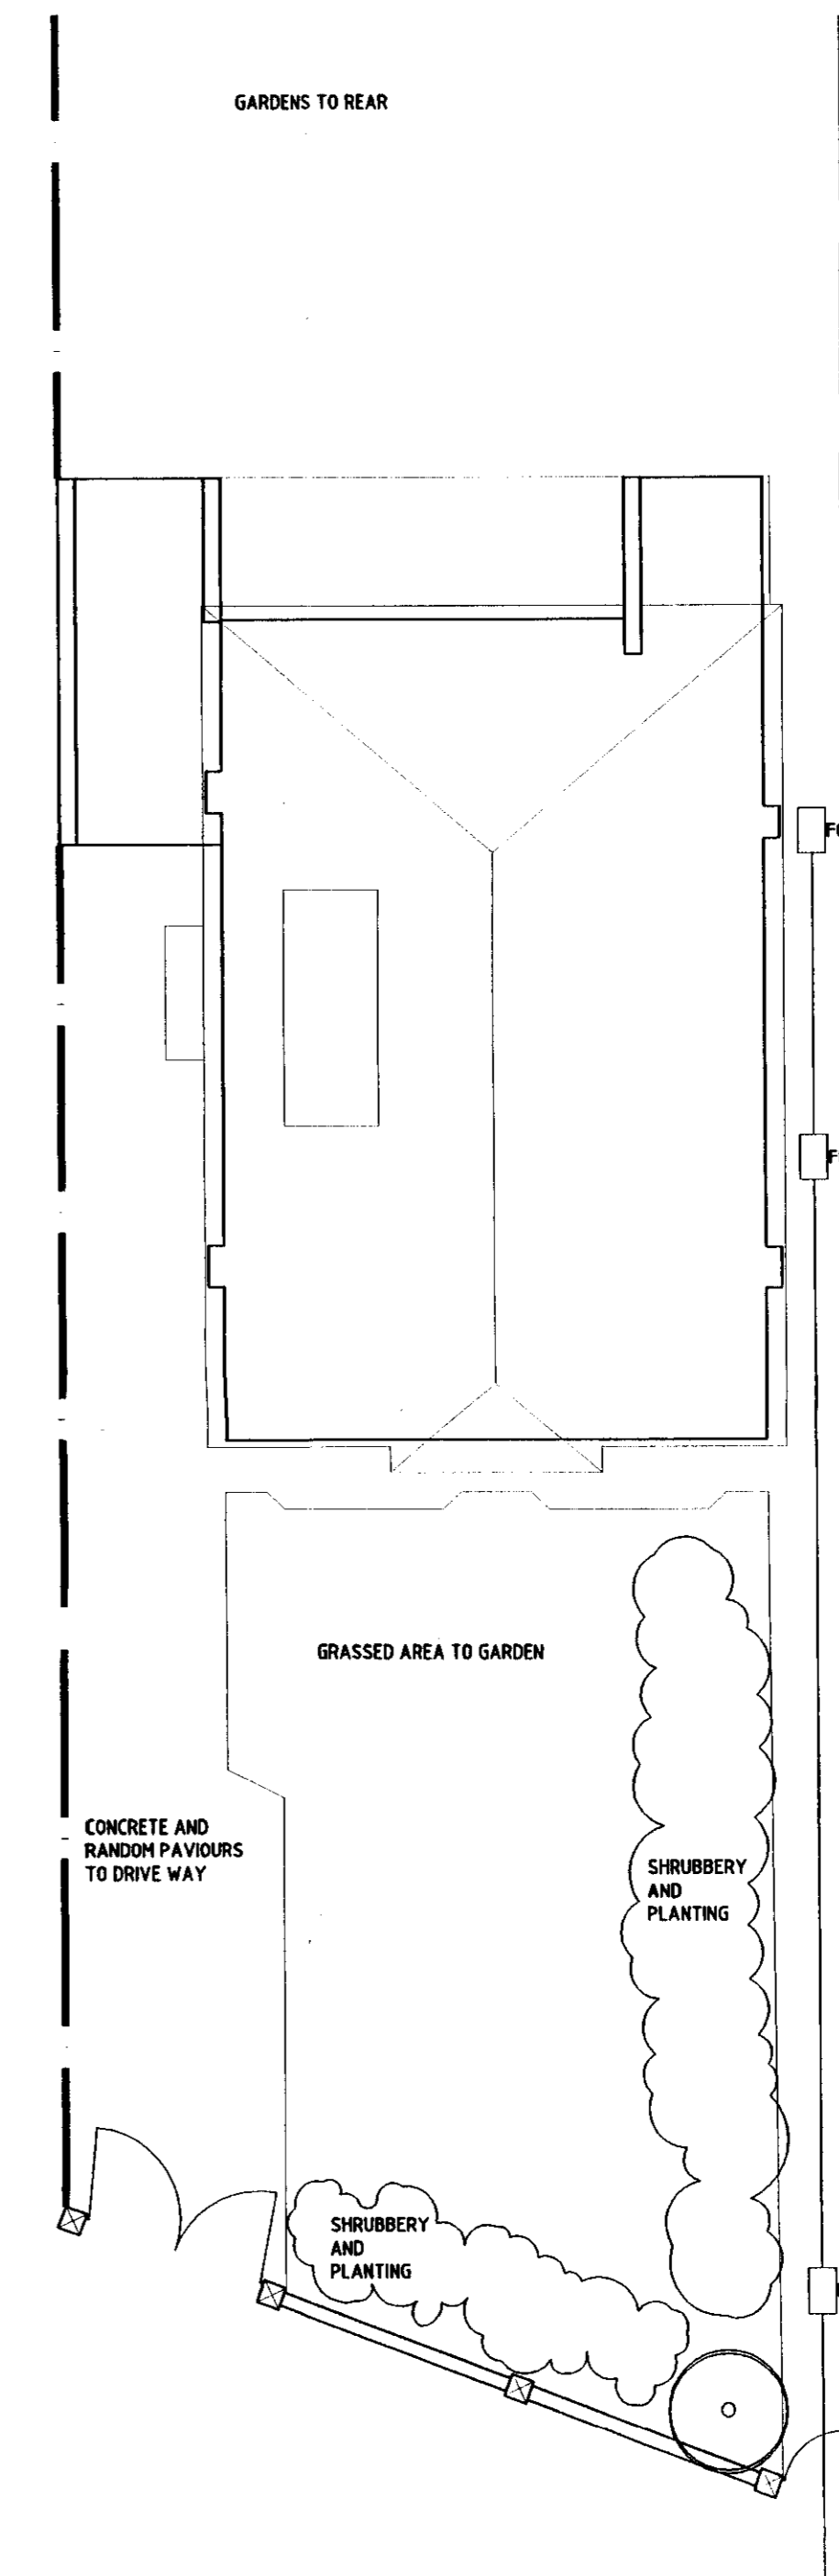 GARDENS TO REAR
GRASSED AREA TO GARDEN
CONCRETE AND
RANDOM PAVIOURS
TO DRIVE WAY
SHRUBBERY
AND
PLANTING
SHRUBBERY
AND
PLANTING